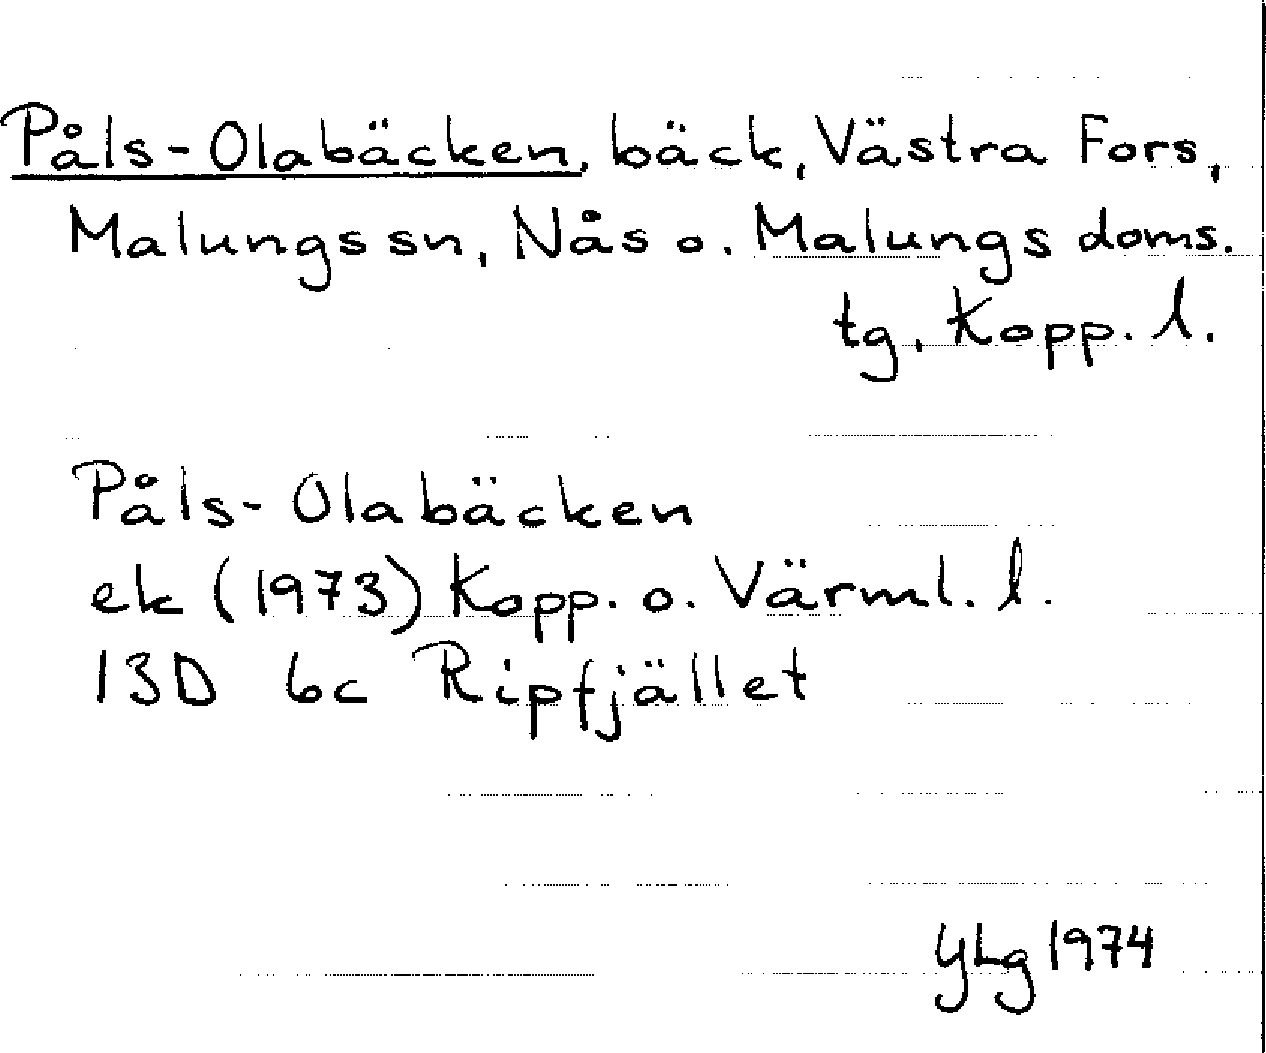 Påls-Olabäcken, bäck, Västra Fors,
Malungs sn, Nås o. Malungs doms.
tg, Kopp. l.
Påls-Olabäcken
ek (1973) Kopp. o. Värml. l.
13D 6c Ripfjället
YLg 1974